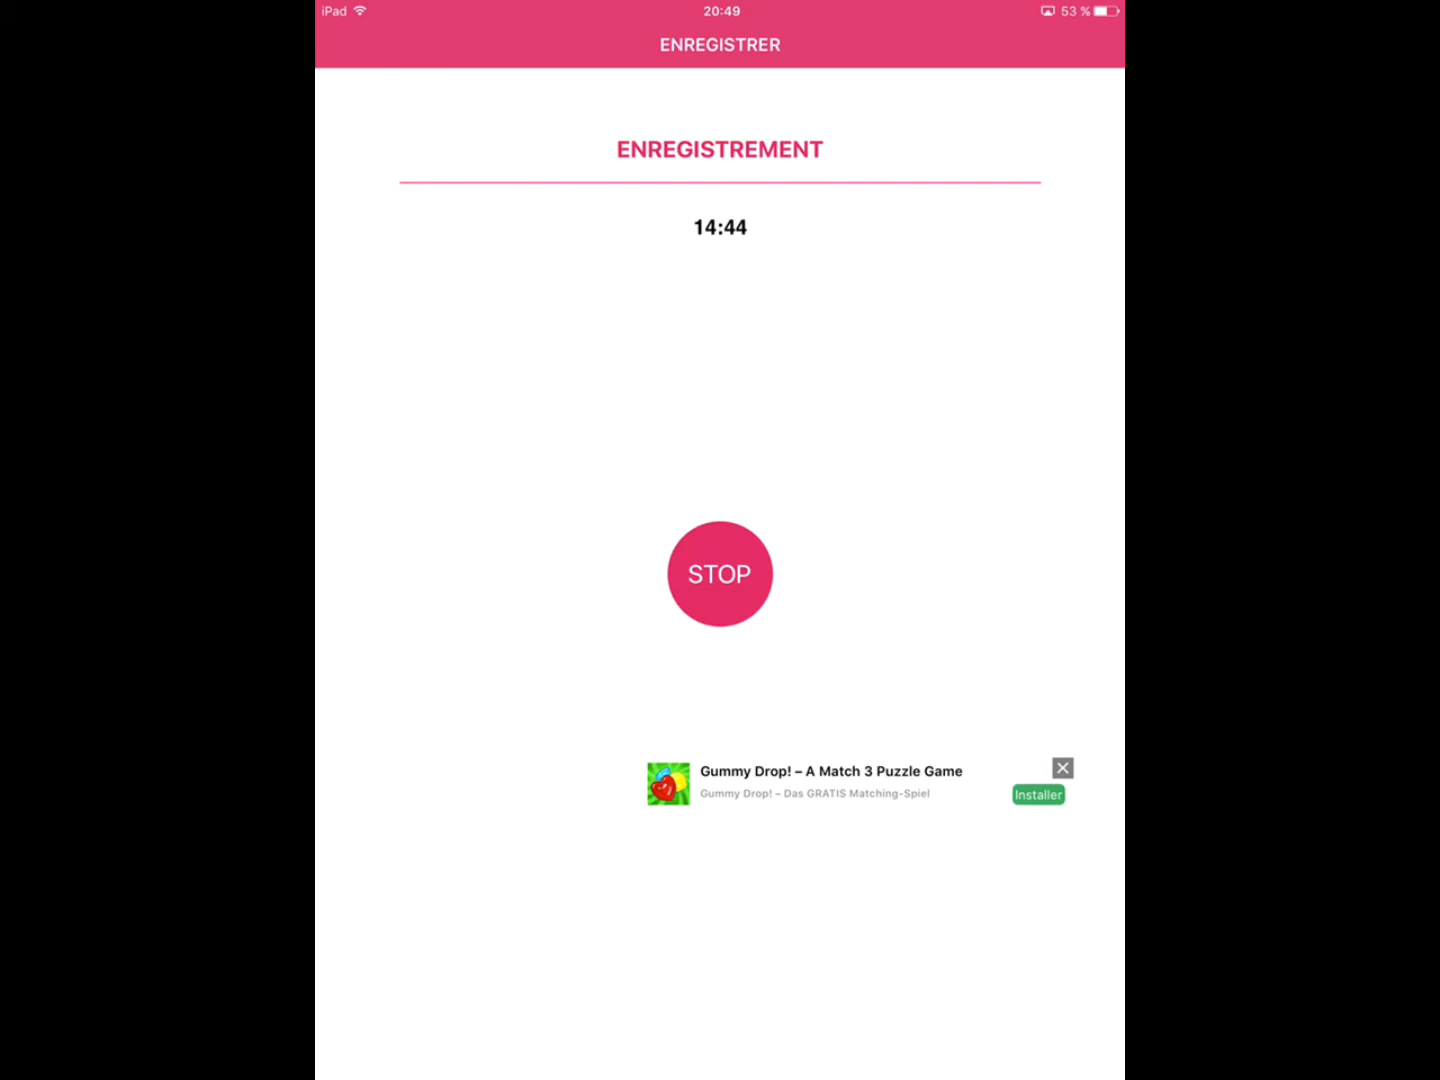 iPad 20:49 53 %
ENREGISTRER
ENREGISTREMENT
14:44
STOP
Gummy Drop! – A Match 3 Puzzle Game
Gummy Drop! – Das GRATIS Matching-Spiel
Installer